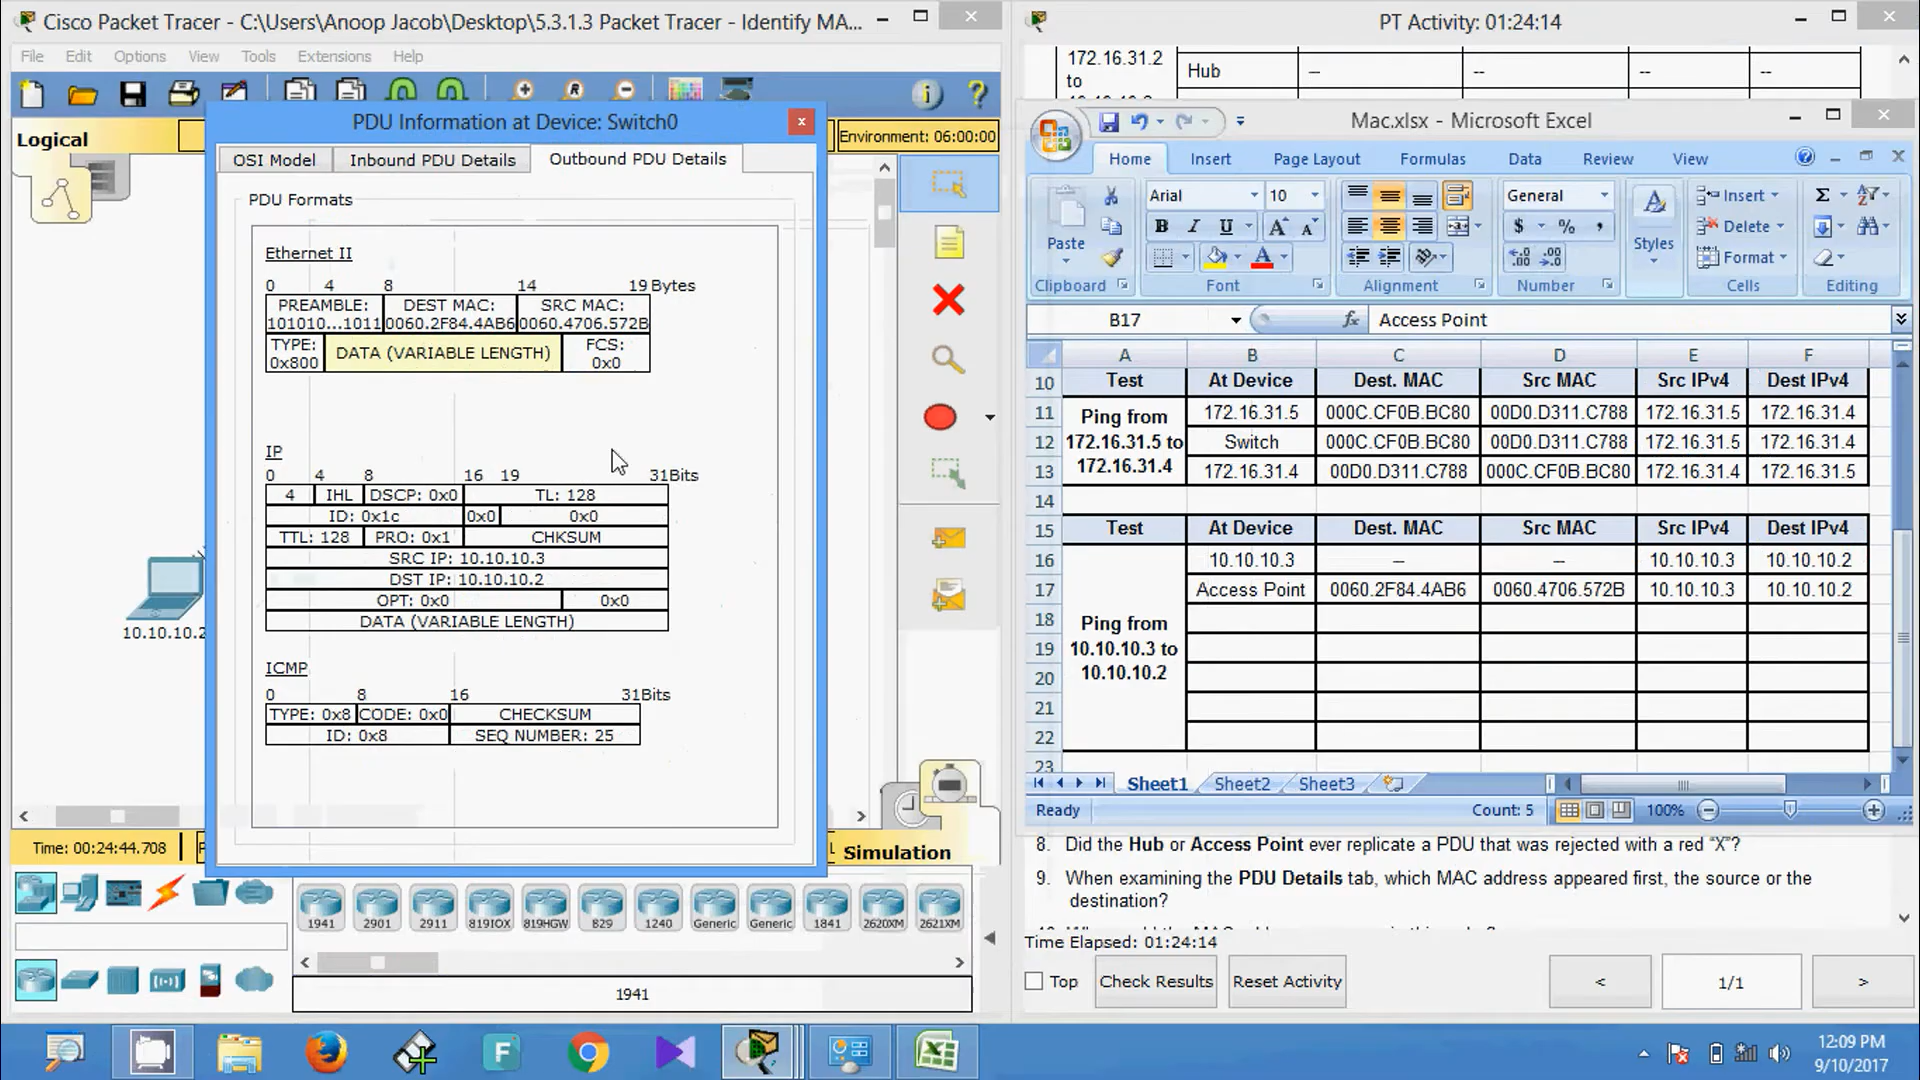 Cisco Packet Tracer - C:\Users\Anoop Jacob\Desktop\5.3.1.3 Packet Tracer - Identify MA...
File Edit Options View Tools Extensions Help
Logical
Environment: 06:00:00
PDU Information at Device: Switch0
OSI Model Inbound PDU Details Outbound PDU Details
PDU Formats
Ethernet II
0 4 8 14 19 Bytes
PREAMBLE: DEST MAC: SRC MAC:
101010...1011 0060.2F84.4AB6 0060.4706.572B
TYPE: DATA (VARIABLE LENGTH) FCS:
0x800 0x0
IP
0 4 8 16 19 31Bits
4 IHL DSCP: 0x0 TL: 128
ID: 0x1c 0x0 0x0
TTL: 128 PRO: 0x1 CHKSUM
SRC IP: 10.10.10.3
DST IP: 10.10.10.2
OPT: 0x0 0x0
DATA (VARIABLE LENGTH)
ICMP
0 8 16 31Bits
TYPE: 0x8 CODE: 0x0 CHECKSUM
ID: 0x8 SEQ NUMBER: 25
10.10.10.2
Time: 00:24:44.708
Simulation
1941 2901 2911 819IOX 819HGW 829 1240 Generic Generic 1841 2620XM 2621XM
1941
PT Activity: 01:24:14
172.16.31.2
to
Hub -- -- -- --
Mac.xlsx - Microsoft Excel
Home Insert Page Layout Formulas Data Review View
Paste
Arial 10
B I U A A
A
General
$ % ,
Styles
Insert
Delete
Format
Σ
Clipboard Font Alignment Number Cells Editing
B17 fx Access Point
A B C D E F
10 Test At Device Dest. MAC Src MAC Src IPv4 Dest IPv4
11 172.16.31.5 000C.CF0B.BC80 00D0.D311.C788 172.16.31.5 172.16.31.4
Ping from
172.16.31.5 to
172.16.31.4
12 Switch 000C.CF0B.BC80 00D0.D311.C788 172.16.31.5 172.16.31.4
13 172.16.31.4 00D0.D311.C788 000C.CF0B.BC80 172.16.31.4 172.16.31.5
14
15 Test At Device Dest. MAC Src MAC Src IPv4 Dest IPv4
16 10.10.10.3 -- -- 10.10.10.3 10.10.10.2
17 Access Point 0060.2F84.4AB6 0060.4706.572B 10.10.10.3 10.10.10.2
18
Ping from
10.10.10.3 to
10.10.10.2
19
20
21
22
23
Sheet1 Sheet2 Sheet3
Ready Count: 5 100%
8. Did the Hub or Access Point ever replicate a PDU that was rejected with a red "X"?
9. When examining the PDU Details tab, which MAC address appeared first, the source or the
destination?
Time Elapsed: 01:24:14
Top Check Results Reset Activity < 1/1 >
12:09 PM
9/10/2017